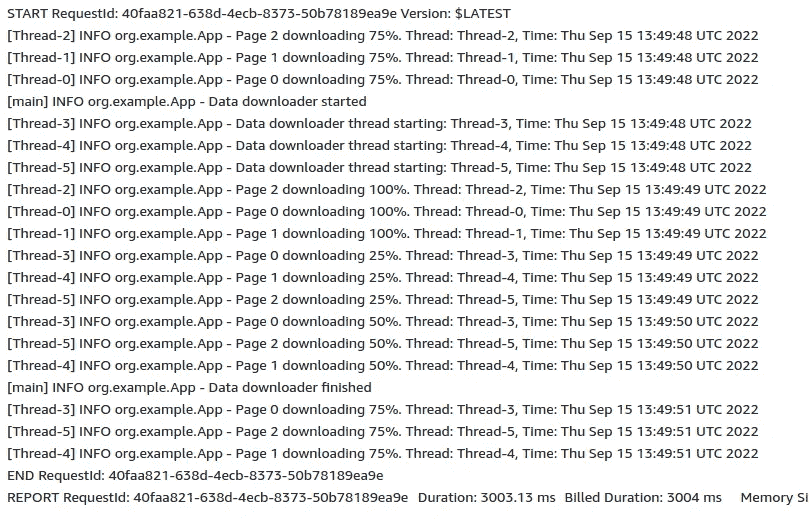 START RequestId: 40faa821-638d-4ecb-8373-50b78189ea9e Version: $LATEST
[Thread-2] INFO org.example.App - Page 2 downloading 75%. Thread: Thread-2, Time: Thu Sep 15 13:49:48 UTC 2022
[Thread-1] INFO org.example.App - Page 1 downloading 75%. Thread: Thread-1, Time: Thu Sep 15 13:49:48 UTC 2022
[Thread-0] INFO org.example.App - Page 0 downloading 75%. Thread: Thread-0, Time: Thu Sep 15 13:49:48 UTC 2022
[main] INFO org.example.App - Data downloader started
[Thread-3] INFO org.example.App - Data downloader thread starting: Thread-3, Time: Thu Sep 15 13:49:48 UTC 2022
[Thread-4] INFO org.example.App - Data downloader thread starting: Thread-4, Time: Thu Sep 15 13:49:48 UTC 2022
[Thread-5] INFO org.example.App - Data downloader thread starting: Thread-5, Time: Thu Sep 15 13:49:48 UTC 2022
[Thread-2] INFO org.example.App - Page 2 downloading 100%. Thread: Thread-2, Time: Thu Sep 15 13:49:49 UTC 2022
[Thread-0] INFO org.example.App - Page 0 downloading 100%. Thread: Thread-0, Time: Thu Sep 15 13:49:49 UTC 2022
[Thread-1] INFO org.example.App - Page 1 downloading 100%. Thread: Thread-1, Time: Thu Sep 15 13:49:49 UTC 2022
[Thread-3] INFO org.example.App - Page 0 downloading 25%. Thread: Thread-3, Time: Thu Sep 15 13:49:49 UTC 2022
[Thread-4] INFO org.example.App - Page 1 downloading 25%. Thread: Thread-4, Time: Thu Sep 15 13:49:49 UTC 2022
[Thread-5] INFO org.example.App - Page 2 downloading 25%. Thread: Thread-5, Time: Thu Sep 15 13:49:49 UTC 2022
[Thread-3] INFO org.example.App - Page 0 downloading 50%. Thread: Thread-3, Time: Thu Sep 15 13:49:50 UTC 2022
[Thread-5] INFO org.example.App - Page 2 downloading 50%. Thread: Thread-5, Time: Thu Sep 15 13:49:50 UTC 2022
[Thread-4] INFO org.example.App - Page 1 downloading 50%. Thread: Thread-4, Time: Thu Sep 15 13:49:50 UTC 2022
[main] INFO org.example.App - Data downloader finished
[Thread-3] INFO org.example.App - Page 0 downloading 75%. Thread: Thread-3, Time: Thu Sep 15 13:49:51 UTC 2022
[Thread-5] INFO org.example.App - Page 2 downloading 75%. Thread: Thread-5, Time: Thu Sep 15 13:49:51 UTC 2022
[Thread-4] INFO org.example.App - Page 1 downloading 75%. Thread: Thread-4, Time: Thu Sep 15 13:49:51 UTC 2022
END RequestId: 40faa821-638d-4ecb-8373-50b78189ea9e
REPORT RequestId: 40faa821-638d-4ecb-8373-50b78189ea9e Duration: 3003.13 ms Billed Duration: 3004 ms Memory Si